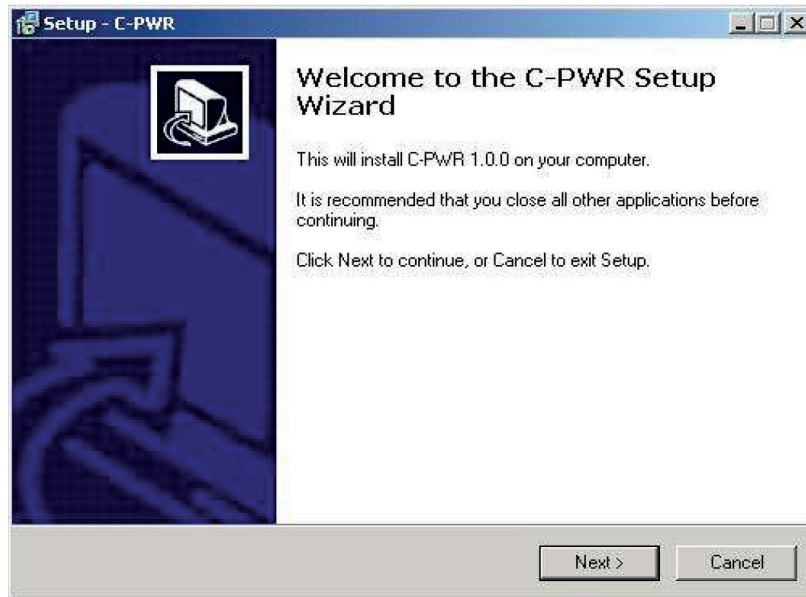 Setup - C-PWR
Welcome to the C-PWR Setup
Wizard
This will install C-PWR 1.0.0 on your computer.
It is recommended that you close all other applications before
continuing.
Click Next to continue, or Cancel to exit Setup.
Next >
Cancel